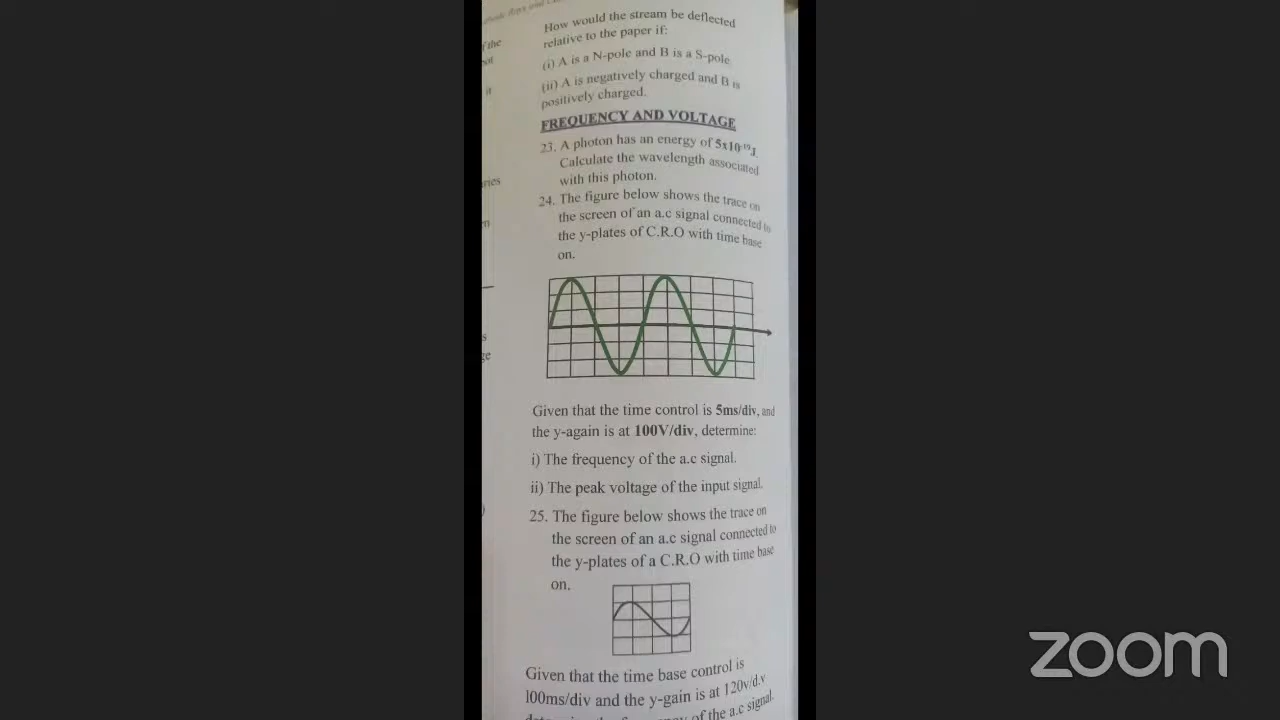 How would the stream be deflected
relative to the paper if:
(i) A is a N-pole and B is a S-pole
(ii) A is negatively charged and B is
positively charged.
FREQUENCY AND VOLTAGE
23. A photon has an energy of 5x10⁻¹⁹J
Calculate the wavelength associated
with this photon.
24. The figure below shows the trace on
the screen of an a.c signal connected to
the y-plates of C.R.O with time base
on.
Given that the time control is 5ms/div, and
the y-again is at 100V/div, determine:
i) The frequency of the a.c signal.
ii) The peak voltage of the input signal.
25. The figure below shows the trace on
the screen of an a.c signal connected to
the y-plates of a C.R.O with time base
on.
Given that the time base control is
100ms/div and the y-gain is at 120v/d.v
of the a.c signal.
zoom